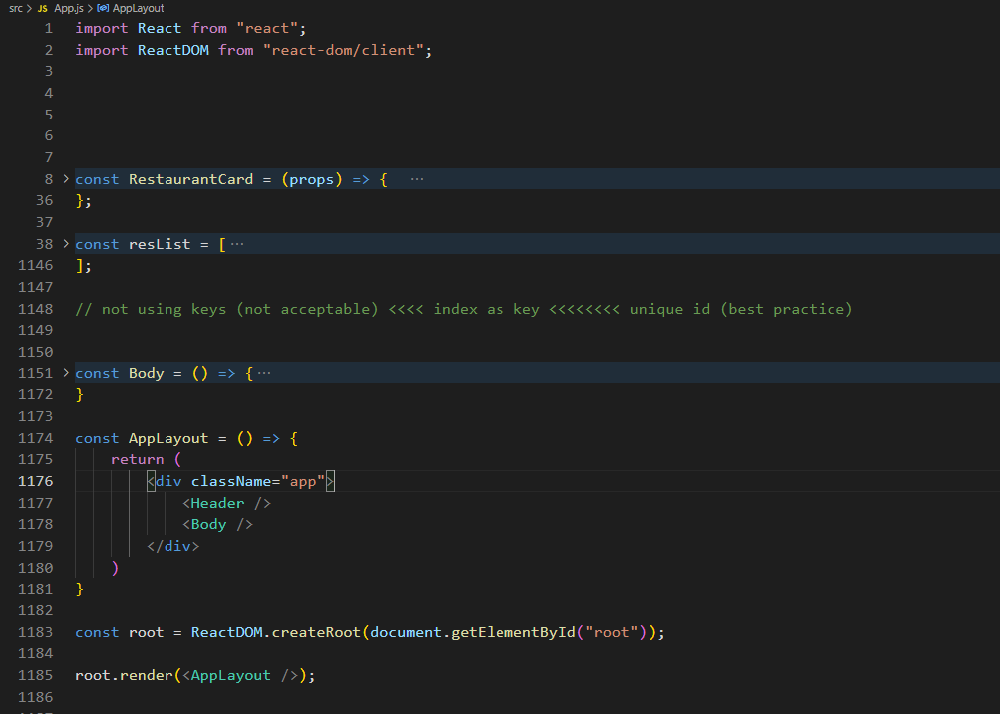 src > JS App.js > AppLayout
1 import React from "react";
2 import ReactDOM from "react-dom/client";
3
4
5
6
7
8 > const RestaurantCard = (props) => { ···
36 };
37
38 > const resList = [ ···
1146 ];
1147
1148 // not using keys (not acceptable) <<<< index as key <<<<<<<< unique id (best practice)
1149
1150
1151 > const Body = () => { ···
1172 }
1173
1174 const AppLayout = () => {
1175     return (
1176         <div className="app">
1177             <Header />
1178             <Body />
1179         </div>
1180     )
1181 }
1182
1183 const root = ReactDOM.createRoot(document.getElementById("root"));
1184
1185 root.render(<AppLayout />);
1186